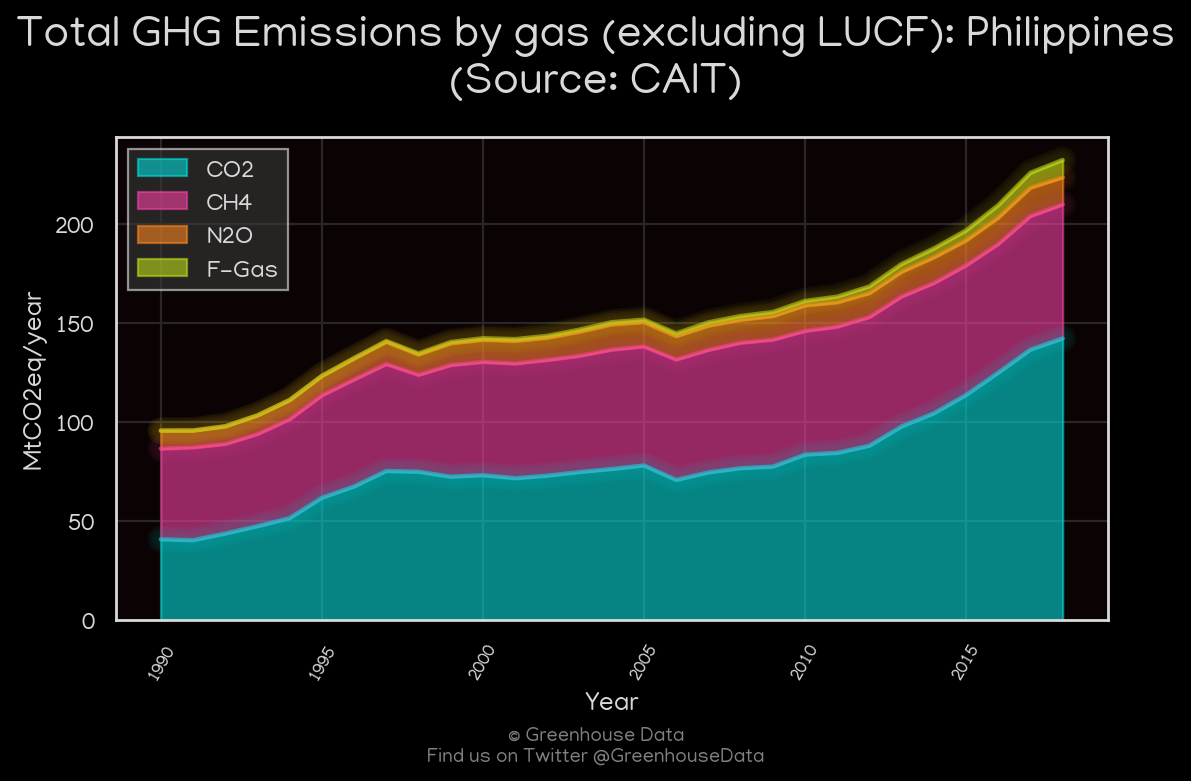 Total GHG Emissions by gas (excluding LUCF): Philippines
(Source: CAIT)
CO2
CH4
N2O
F-Gas
MtCO2eq/year
200
150
100
50
0
1990
1995
2000
2005
2010
2015
Year
© Greenhouse Data
Find us on Twitter @GreenhouseData